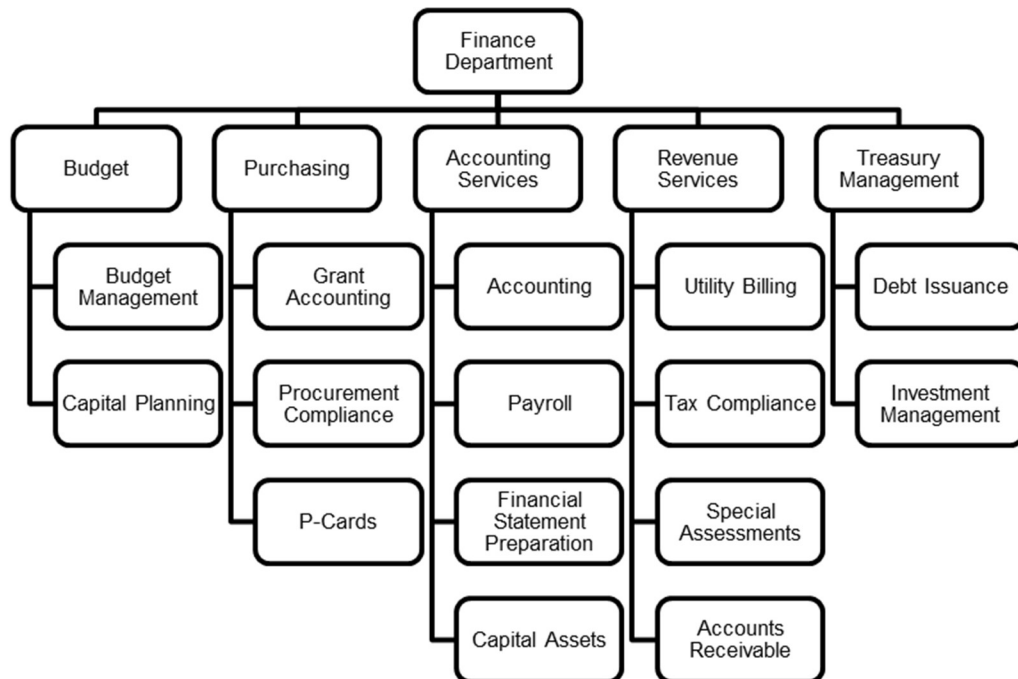 Finance
Department
Budget
Purchasing
Accounting
Services
Revenue
Services
Treasury
Management
Budget
Management
Grant
Accounting
Accounting
Utility Billing
Debt Issuance
Capital Planning
Procurement
Compliance
Payroll
Tax Compliance
Investment
Management
P-Cards
Financial
Statement
Preparation
Special
Assessments
Capital Assets
Accounts
Receivable